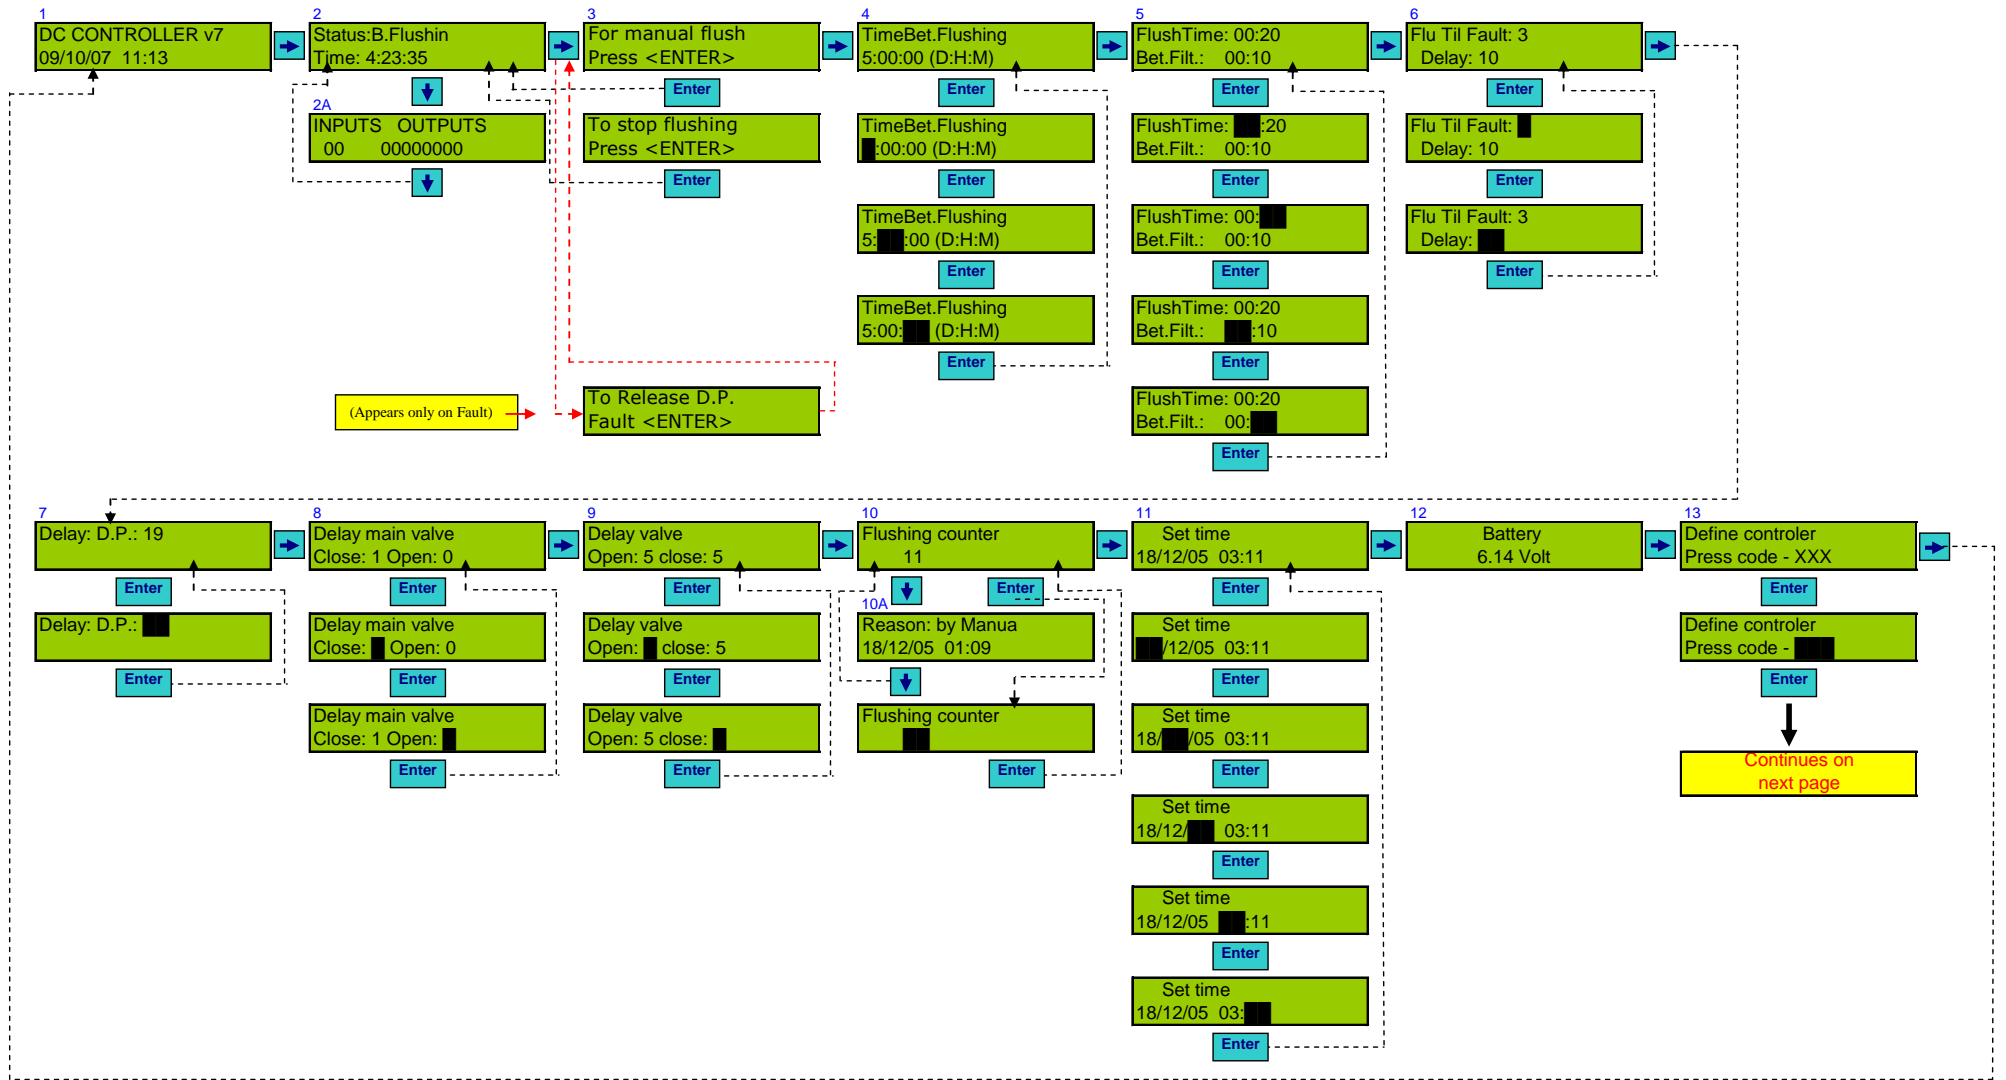 1
DC CONTROLLER v7
09/10/07 11:13
2
Status:B.Flushin
Time: 4:23:35
2A
INPUTS OUTPUTS
00 00000000
3
For manual flush
Press <ENTER>
Enter
To stop flushing
Press <ENTER>
Enter
(Appears only on Fault)
To Release D.P.
Fault <ENTER>
4
TimeBet.Flushing
5:00:00 (D:H:M)
Enter
TimeBet.Flushing
:00:00 (D:H:M)
Enter
TimeBet.Flushing
5: :00 (D:H:M)
Enter
TimeBet.Flushing
5:00: (D:H:M)
Enter
5
FlushTime: 00:20
Bet.Filt.: 00:10
Enter
FlushTime: :20
Bet.Filt.: 00:10
Enter
FlushTime: 00:
Bet.Filt.: 00:10
Enter
FlushTime: 00:20
Bet.Filt.: :10
Enter
FlushTime: 00:20
Bet.Filt.: 00:
Enter
6
Flu Til Fault: 3
Delay: 10
Enter
Flu Til Fault:
Delay: 10
Enter
Flu Til Fault: 3
Delay:
Enter
7
Delay: D.P.: 19
Enter
Delay: D.P.:
Enter
8
Delay main valve
Close: 1 Open: 0
Enter
Delay main valve
Close: Open: 0
Enter
Delay main valve
Close: 1 Open:
Enter
9
Delay valve
Open: 5 close: 5
Enter
Delay valve
Open: close: 5
Enter
Delay valve
Open: 5 close:
Enter
10
Flushing counter
11
Enter
10A
Reason: by Manua
18/12/05 01:09
Flushing counter
Enter
11
Set time
18/12/05 03:11
Enter
Set time
/12/05 03:11
Enter
Set time
18/ /05 03:11
Enter
Set time
18/12/ 03:11
Enter
Set time
18/12/05 :11
Enter
Set time
18/12/05 03:
Enter
12
Battery
6.14 Volt
13
Define controler
Press code - XXX
Enter
Define controler
Press code -
Enter
Continues on
next page